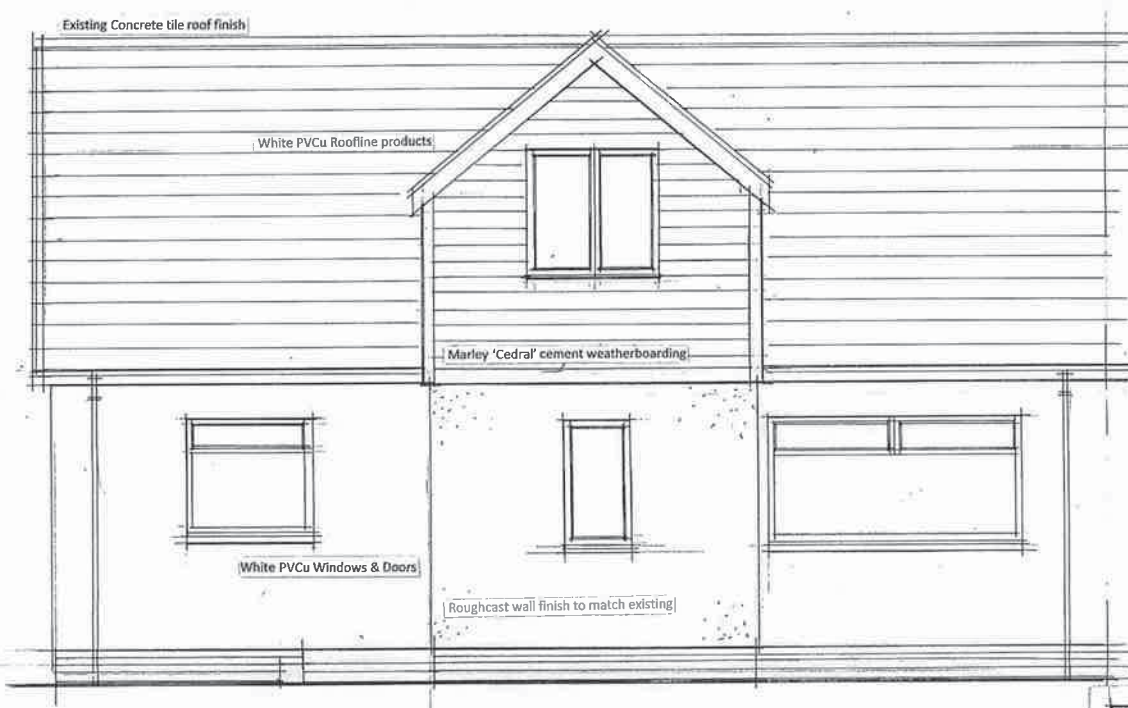 Existing Concrete tile roof finish
White PVCu Roofline products
Marley 'Cedral' cement weatherboarding
White PVCu Windows & Doors
Roughcast wall finish to match existing